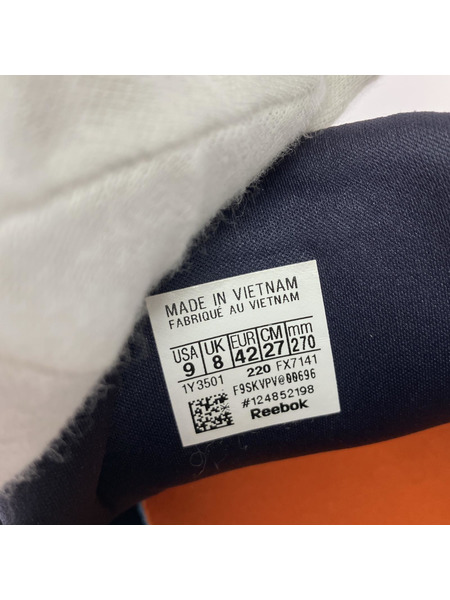 MADE IN VIETNAM
FABRIQUÉ AU VIETNAM
USA UK EUR CM mm
9 8 42 27 270
1Y3501 220 FX7141
F9SKVPV@00696
#124852198
Reebok